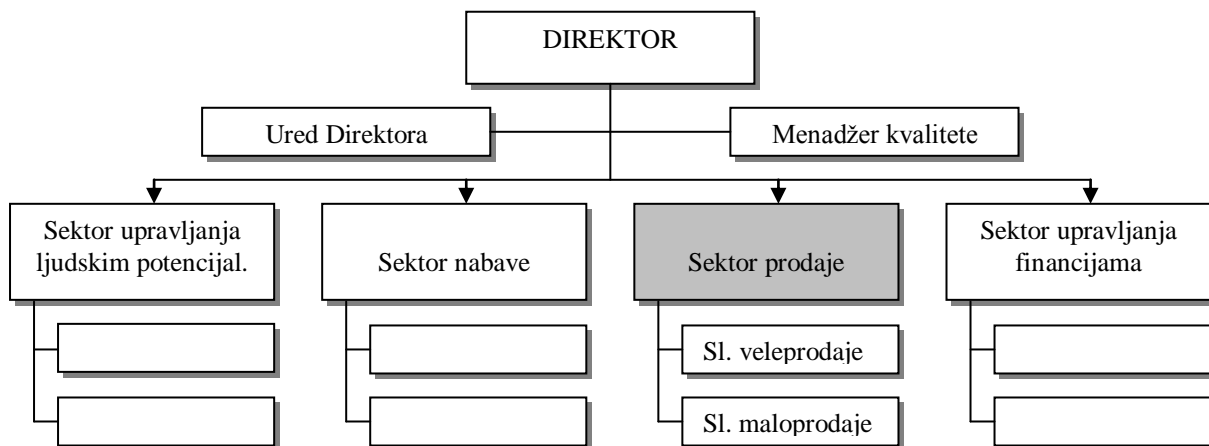 DIREKTOR
Ured Direktora
Menadžer kvalitete
Sektor upravljanja
ljudskim potencijal.
Sektor nabave
Sektor prodaje
Sektor upravljanja
financijama
Sl. veleprodaje
Sl. maloprodaje